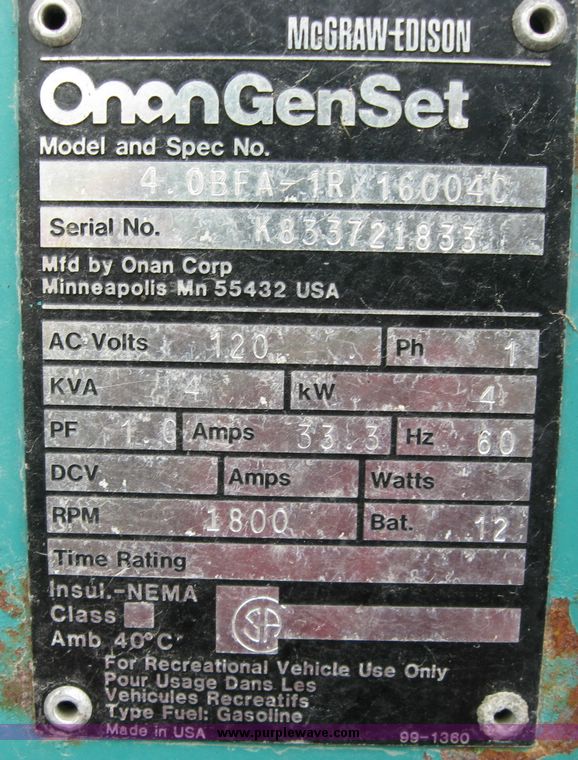 McGRAW-EDISON
Onan GenSet
Model and Spec No.
4.0BFA-1R/16004C
Serial No. K833721833
Mfd by Onan Corp
Minneapolis Mn 55432 USA
AC Volts 120 Ph 1
KVA 4 kW 4
PF 1.0 Amps 33.3 Hz 60
DCV Amps Watts
RPM 1800 Bat. 12
Time Rating
Insul.-NEMA
Class
Amb 40°C
SA
For Recreational Vehicle Use Only
Pour Usage Dans Les
Vehicules Recreatifs
Type Fuel: Gasoline
Made in USA 99-1360
www.purplewave.com